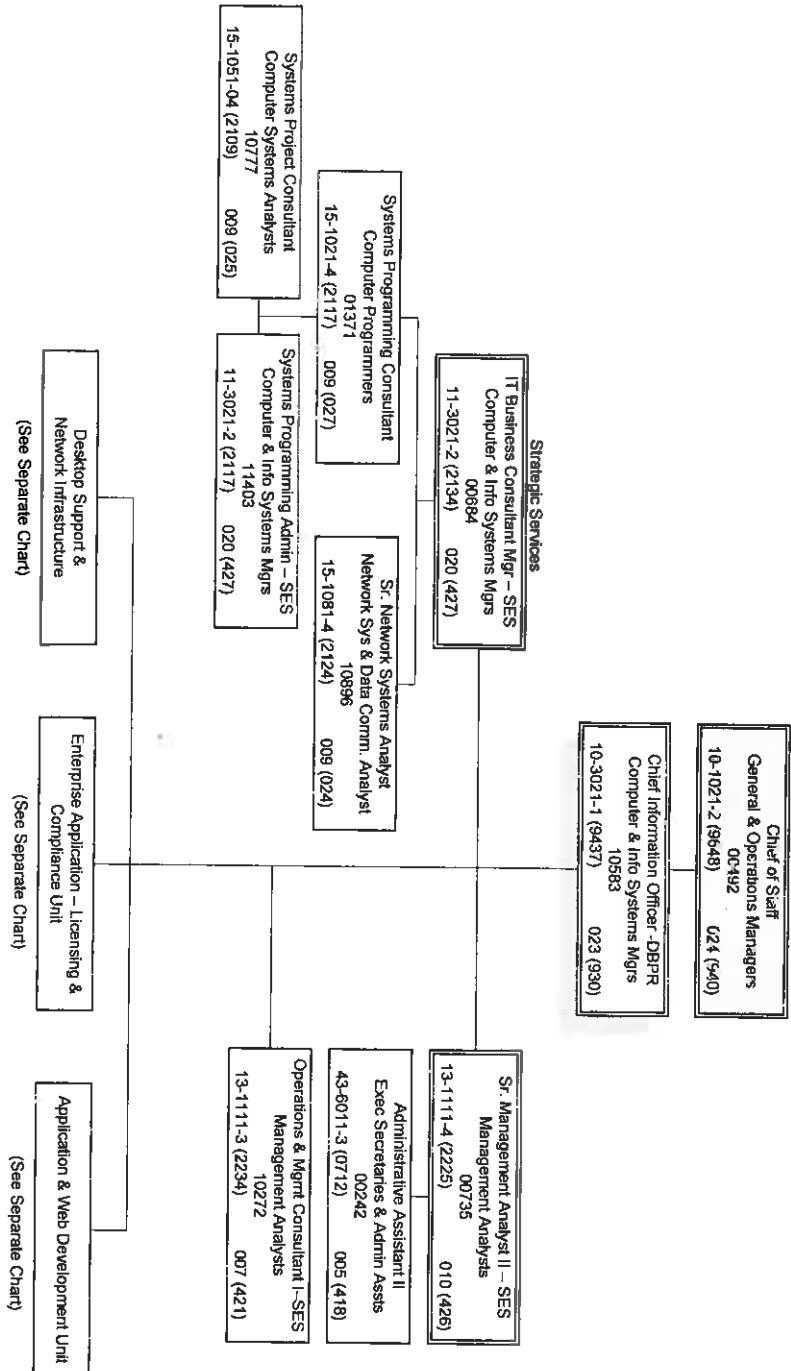 Chief of Staff
General & Operations Managers
00492
10-1021-2 (9648) 024 (940)
Chief Information Officer -DBPR
Computer & Info Systems Mgrs
10583
10-3021-1 (9437) 023 (930)
Strategic Services
IT Business Consultant Mgr – SES
Computer & Info Systems Mgrs
00684
11-3021-2 (2134) 020 (427)
Sr. Management Analyst II – SES
Management Analysts
00735
13-1111-4 (2225) 010 (426)
Systems Programming Consultant
Computer Programmers
01371
15-1021-4 (2117) 009 (027)
Sr. Network Systems Analyst
Network Sys & Data Comm. Analyst
10896
15-1081-4 (2124) 009 (024)
Administrative Assistant II
Exec Secretaries & Admin Assts
00242
43-6011-3 (0712) 005 (418)
Systems Project Consultant
Computer Systems Analysts
10777
15-1051-04 (2109) 009 (025)
Systems Programming Admin – SES
Computer & Info Systems Mgrs
11403
11-3021-2 (2117) 020 (427)
Operations & Mgmt Consultant I–SES
Management Analysts
10272
13-1111-3 (2234) 007 (421)
Desktop Support &
Network Infrastructure
(See Separate Chart)
Enterprise Application – Licensing &
Compliance Unit
(See Separate Chart)
Application & Web Development Unit
(See Separate Chart)